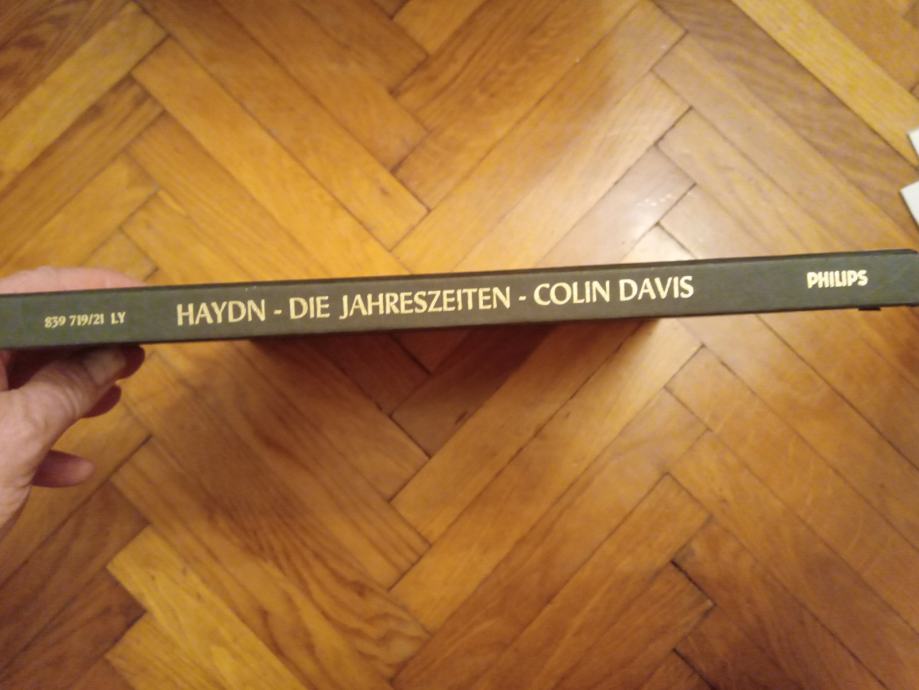 839 719/21 LY HAYDN - DIE JAHRESZEITEN - COLIN DAVIS PHILIPS